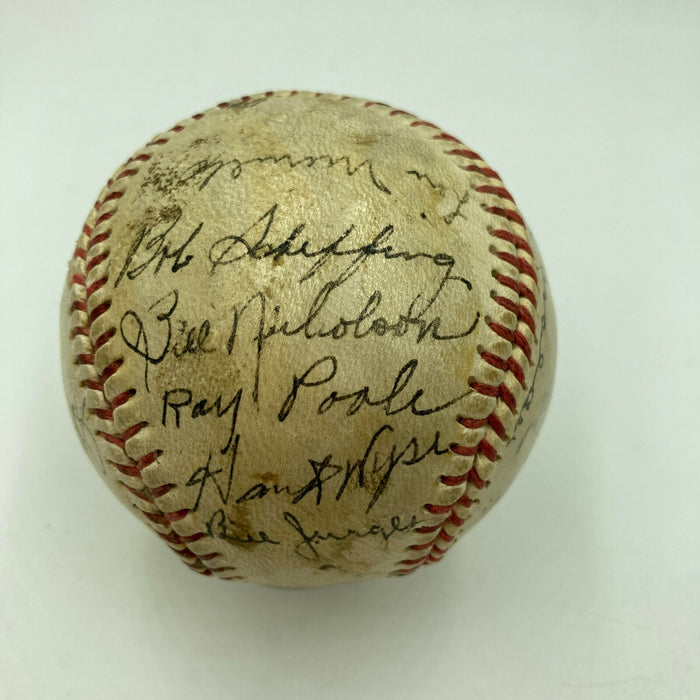 Bob Scheffing
Bill Nicholson
Ray Poole
Hank Wyse
Bill Jurges